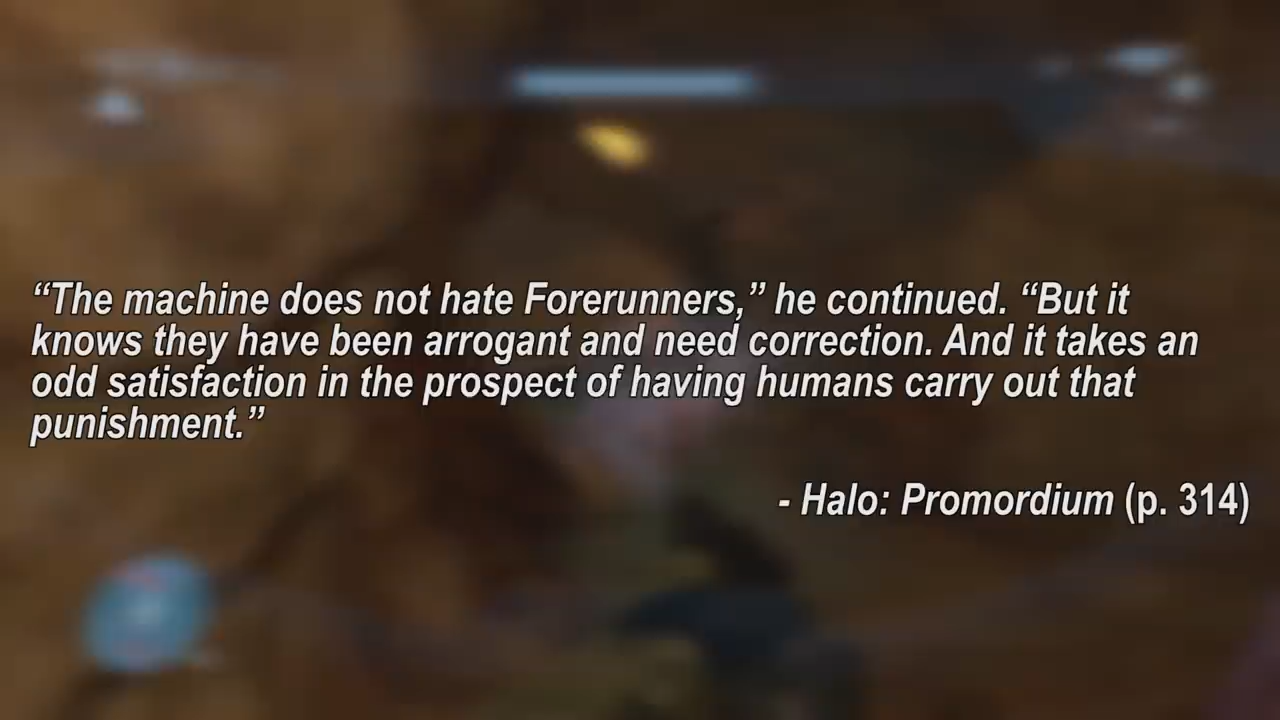 “The machine does not hate Forerunners,” he continued. “But it
knows they have been arrogant and need correction. And it takes an
odd satisfaction in the prospect of having humans carry out that
punishment.”
- Halo: Promordium (p. 314)